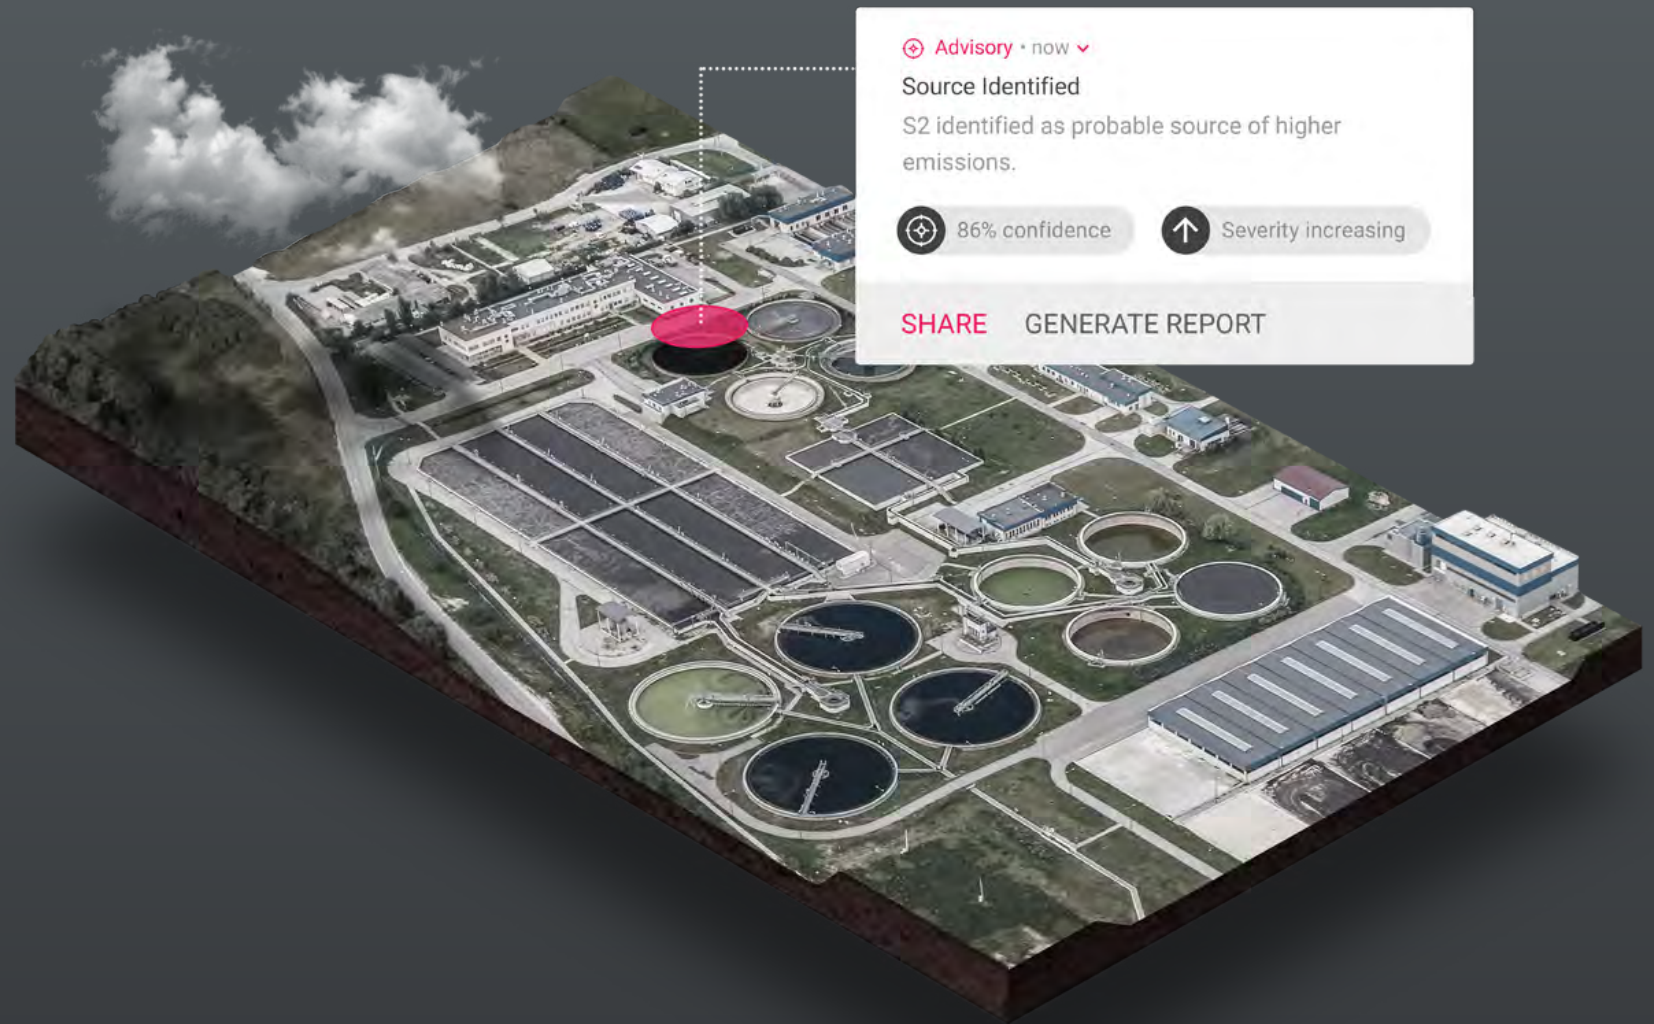 Advisory • now
Source Identified
S2 identified as probable source of higher
emissions.
86% confidence
Severity increasing
SHARE
GENERATE REPORT